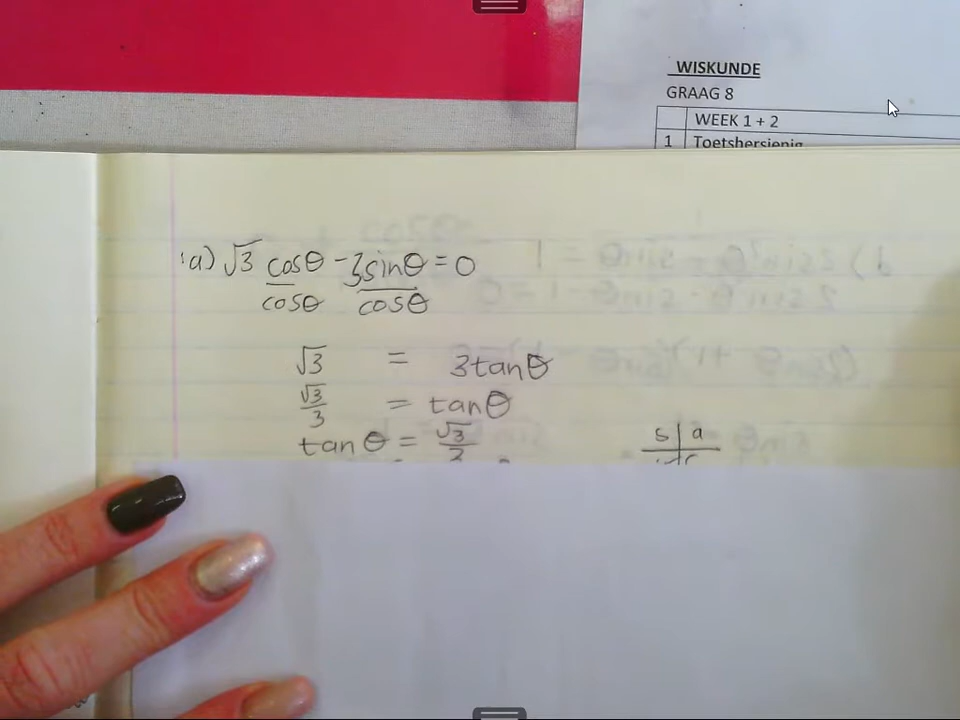 WISKUNDE
GRAAG 8
WEEK 1 + 2
1 Toetshersienig
a) √3 cosθ - 3sinθ = 0
cosθ cosθ
√3 = 3tanθ
√3/3 = tanθ
tanθ = √3/3
s | a